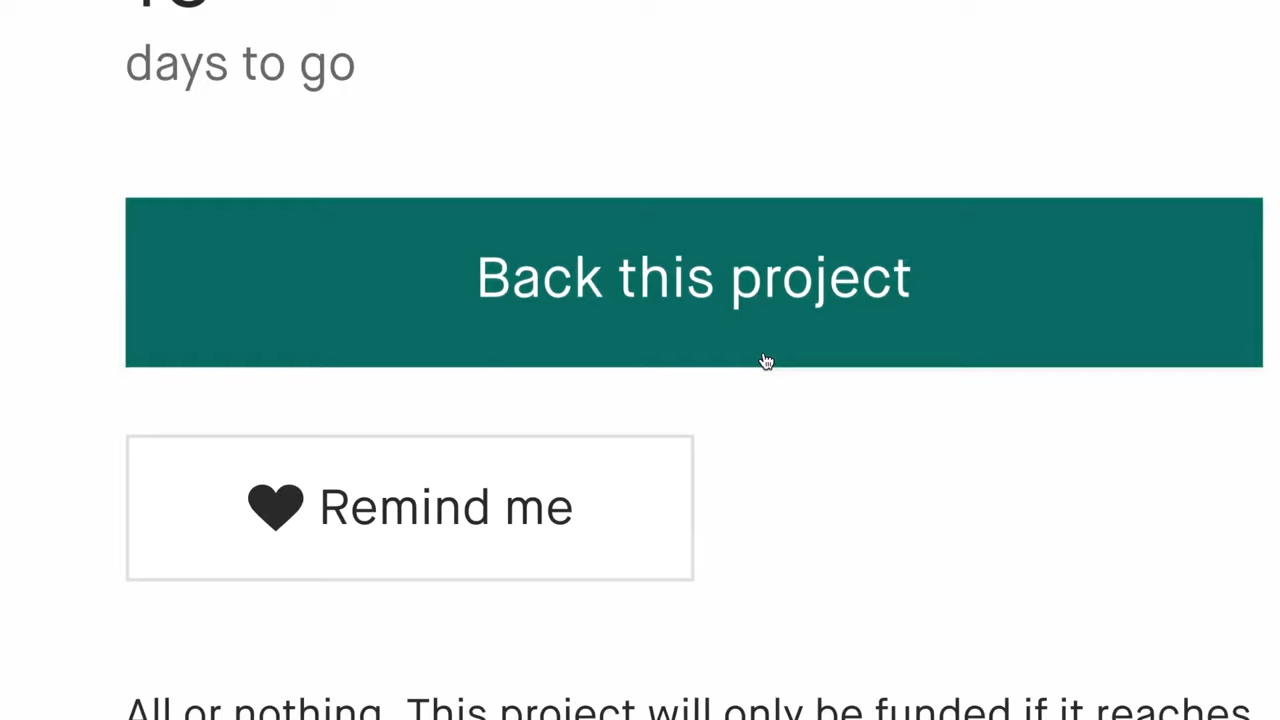 days to go
Back this project
Remind me
All or nothing. This project will only be funded if it reaches